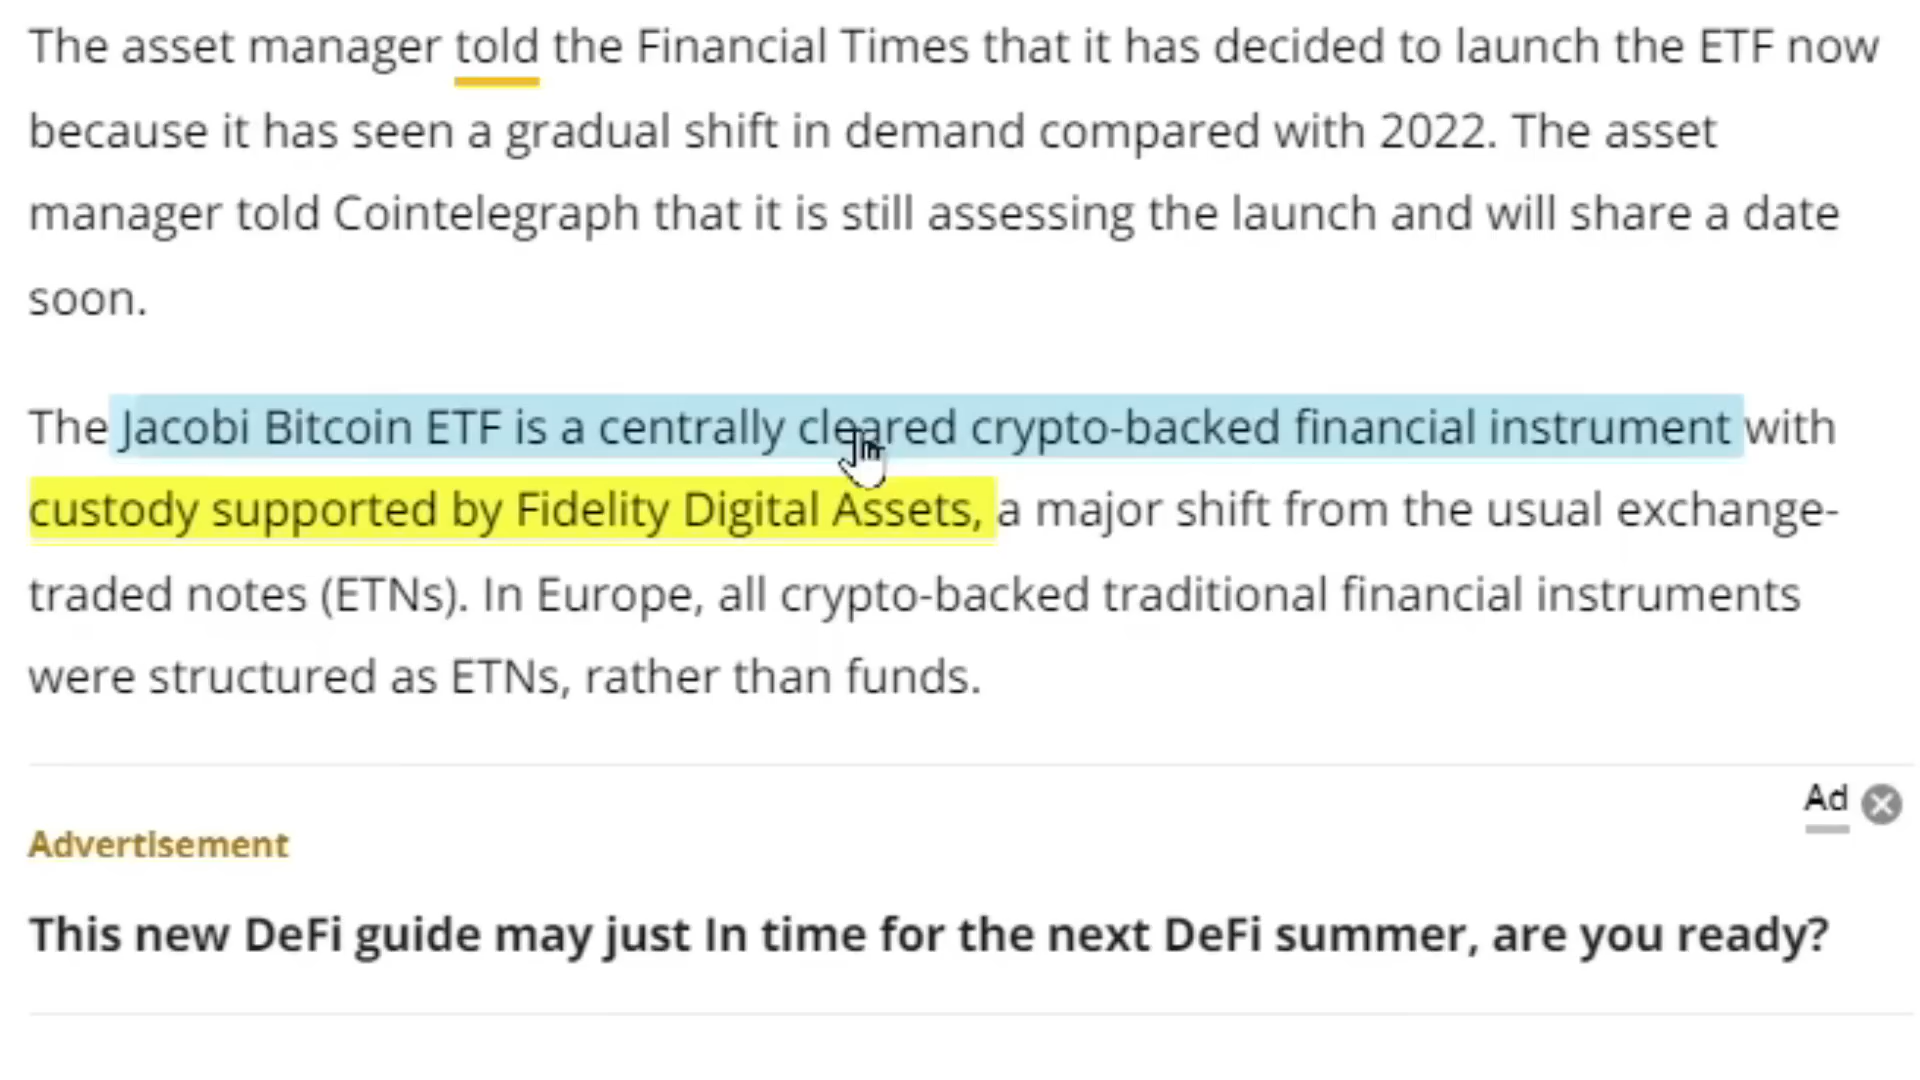 The asset manager told the Financial Times that it has decided to launch the ETF now
because it has seen a gradual shift in demand compared with 2022. The asset
manager told Cointelegraph that it is still assessing the launch and will share a date
soon.
The Jacobi Bitcoin ETF is a centrally cleared crypto-backed financial instrument with
custody supported by Fidelity Digital Assets, a major shift from the usual exchange-
traded notes (ETNs). In Europe, all crypto-backed traditional financial instruments
were structured as ETNs, rather than funds.
Ad
Advertisement
This new DeFi guide may just In time for the next DeFi summer, are you ready?